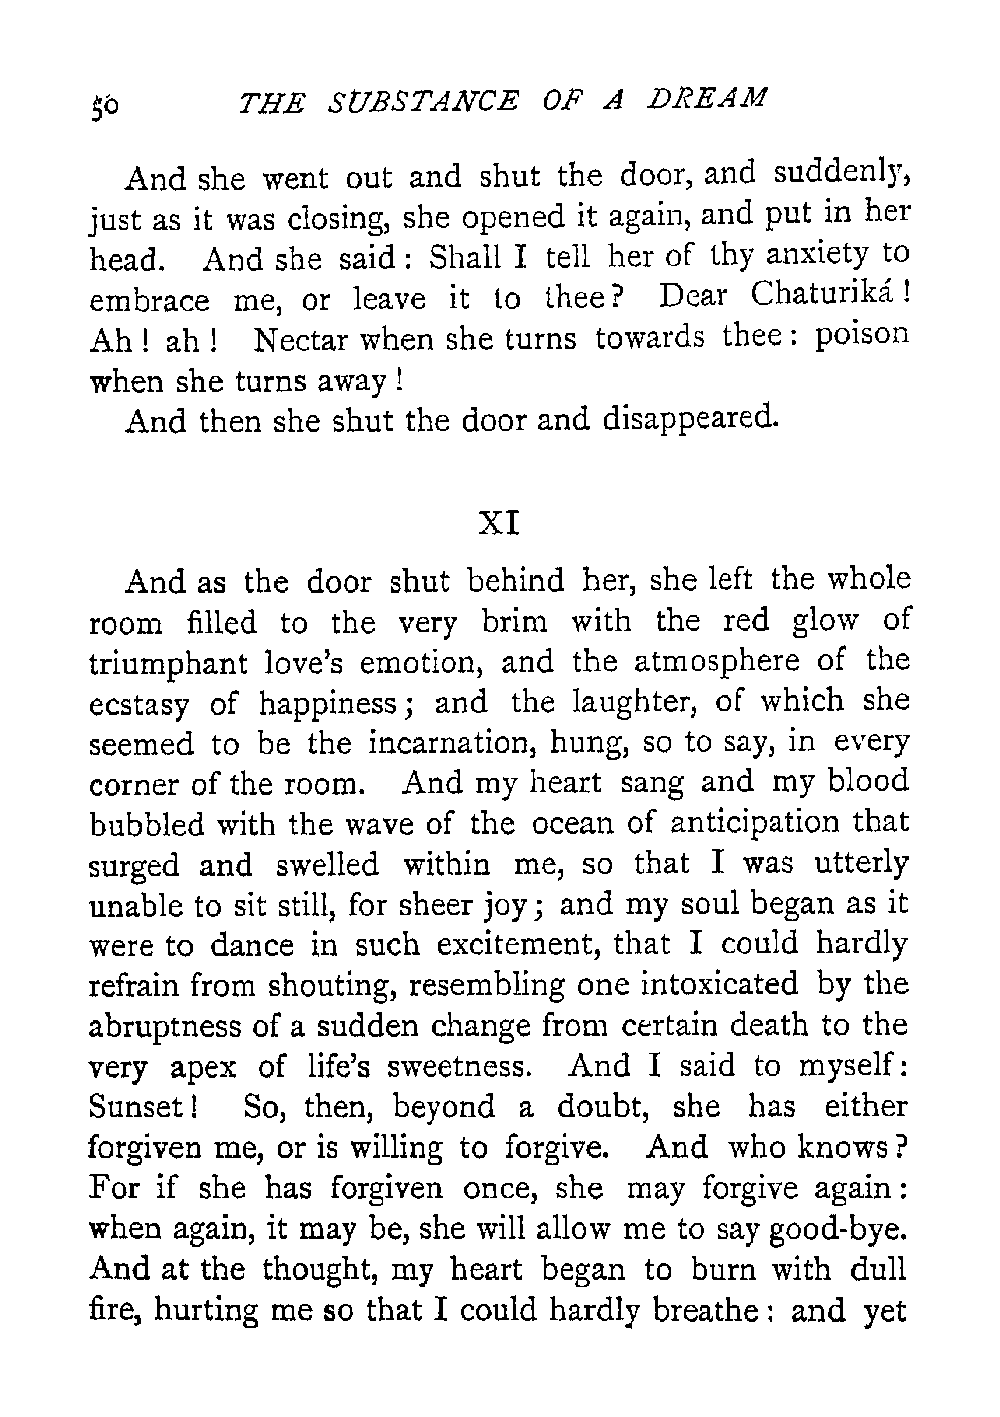 50 THE SUBSTANCE OF A DREAM
And she went out and shut the door, and suddenly,
just as it was closing, she opened it again, and put in her
head. And she said : Shall I tell her of thy anxiety to
embrace me, or leave it to thee? Dear Chaturiká !
Ah ! ah ! Nectar when she turns towards thee : poison
when she turns away !
And then she shut the door and disappeared.
XI
And as the door shut behind her, she left the whole
room filled to the very brim with the red glow of
triumphant love's emotion, and the atmosphere of the
ecstasy of happiness ; and the laughter, of which she
seemed to be the incarnation, hung, so to say, in every
corner of the room. And my heart sang and my blood
bubbled with the wave of the ocean of anticipation that
surged and swelled within me, so that I was utterly
unable to sit still, for sheer joy ; and my soul began as it
were to dance in such excitement, that I could hardly
refrain from shouting, resembling one intoxicated by the
abruptness of a sudden change from certain death to the
very apex of life's sweetness. And I said to myself :
Sunset ! So, then, beyond a doubt, she has either
forgiven me, or is willing to forgive. And who knows ?
For if she has forgiven once, she may forgive again :
when again, it may be, she will allow me to say good-bye.
And at the thought, my heart began to burn with dull
fire, hurting me so that I could hardly breathe : and yet